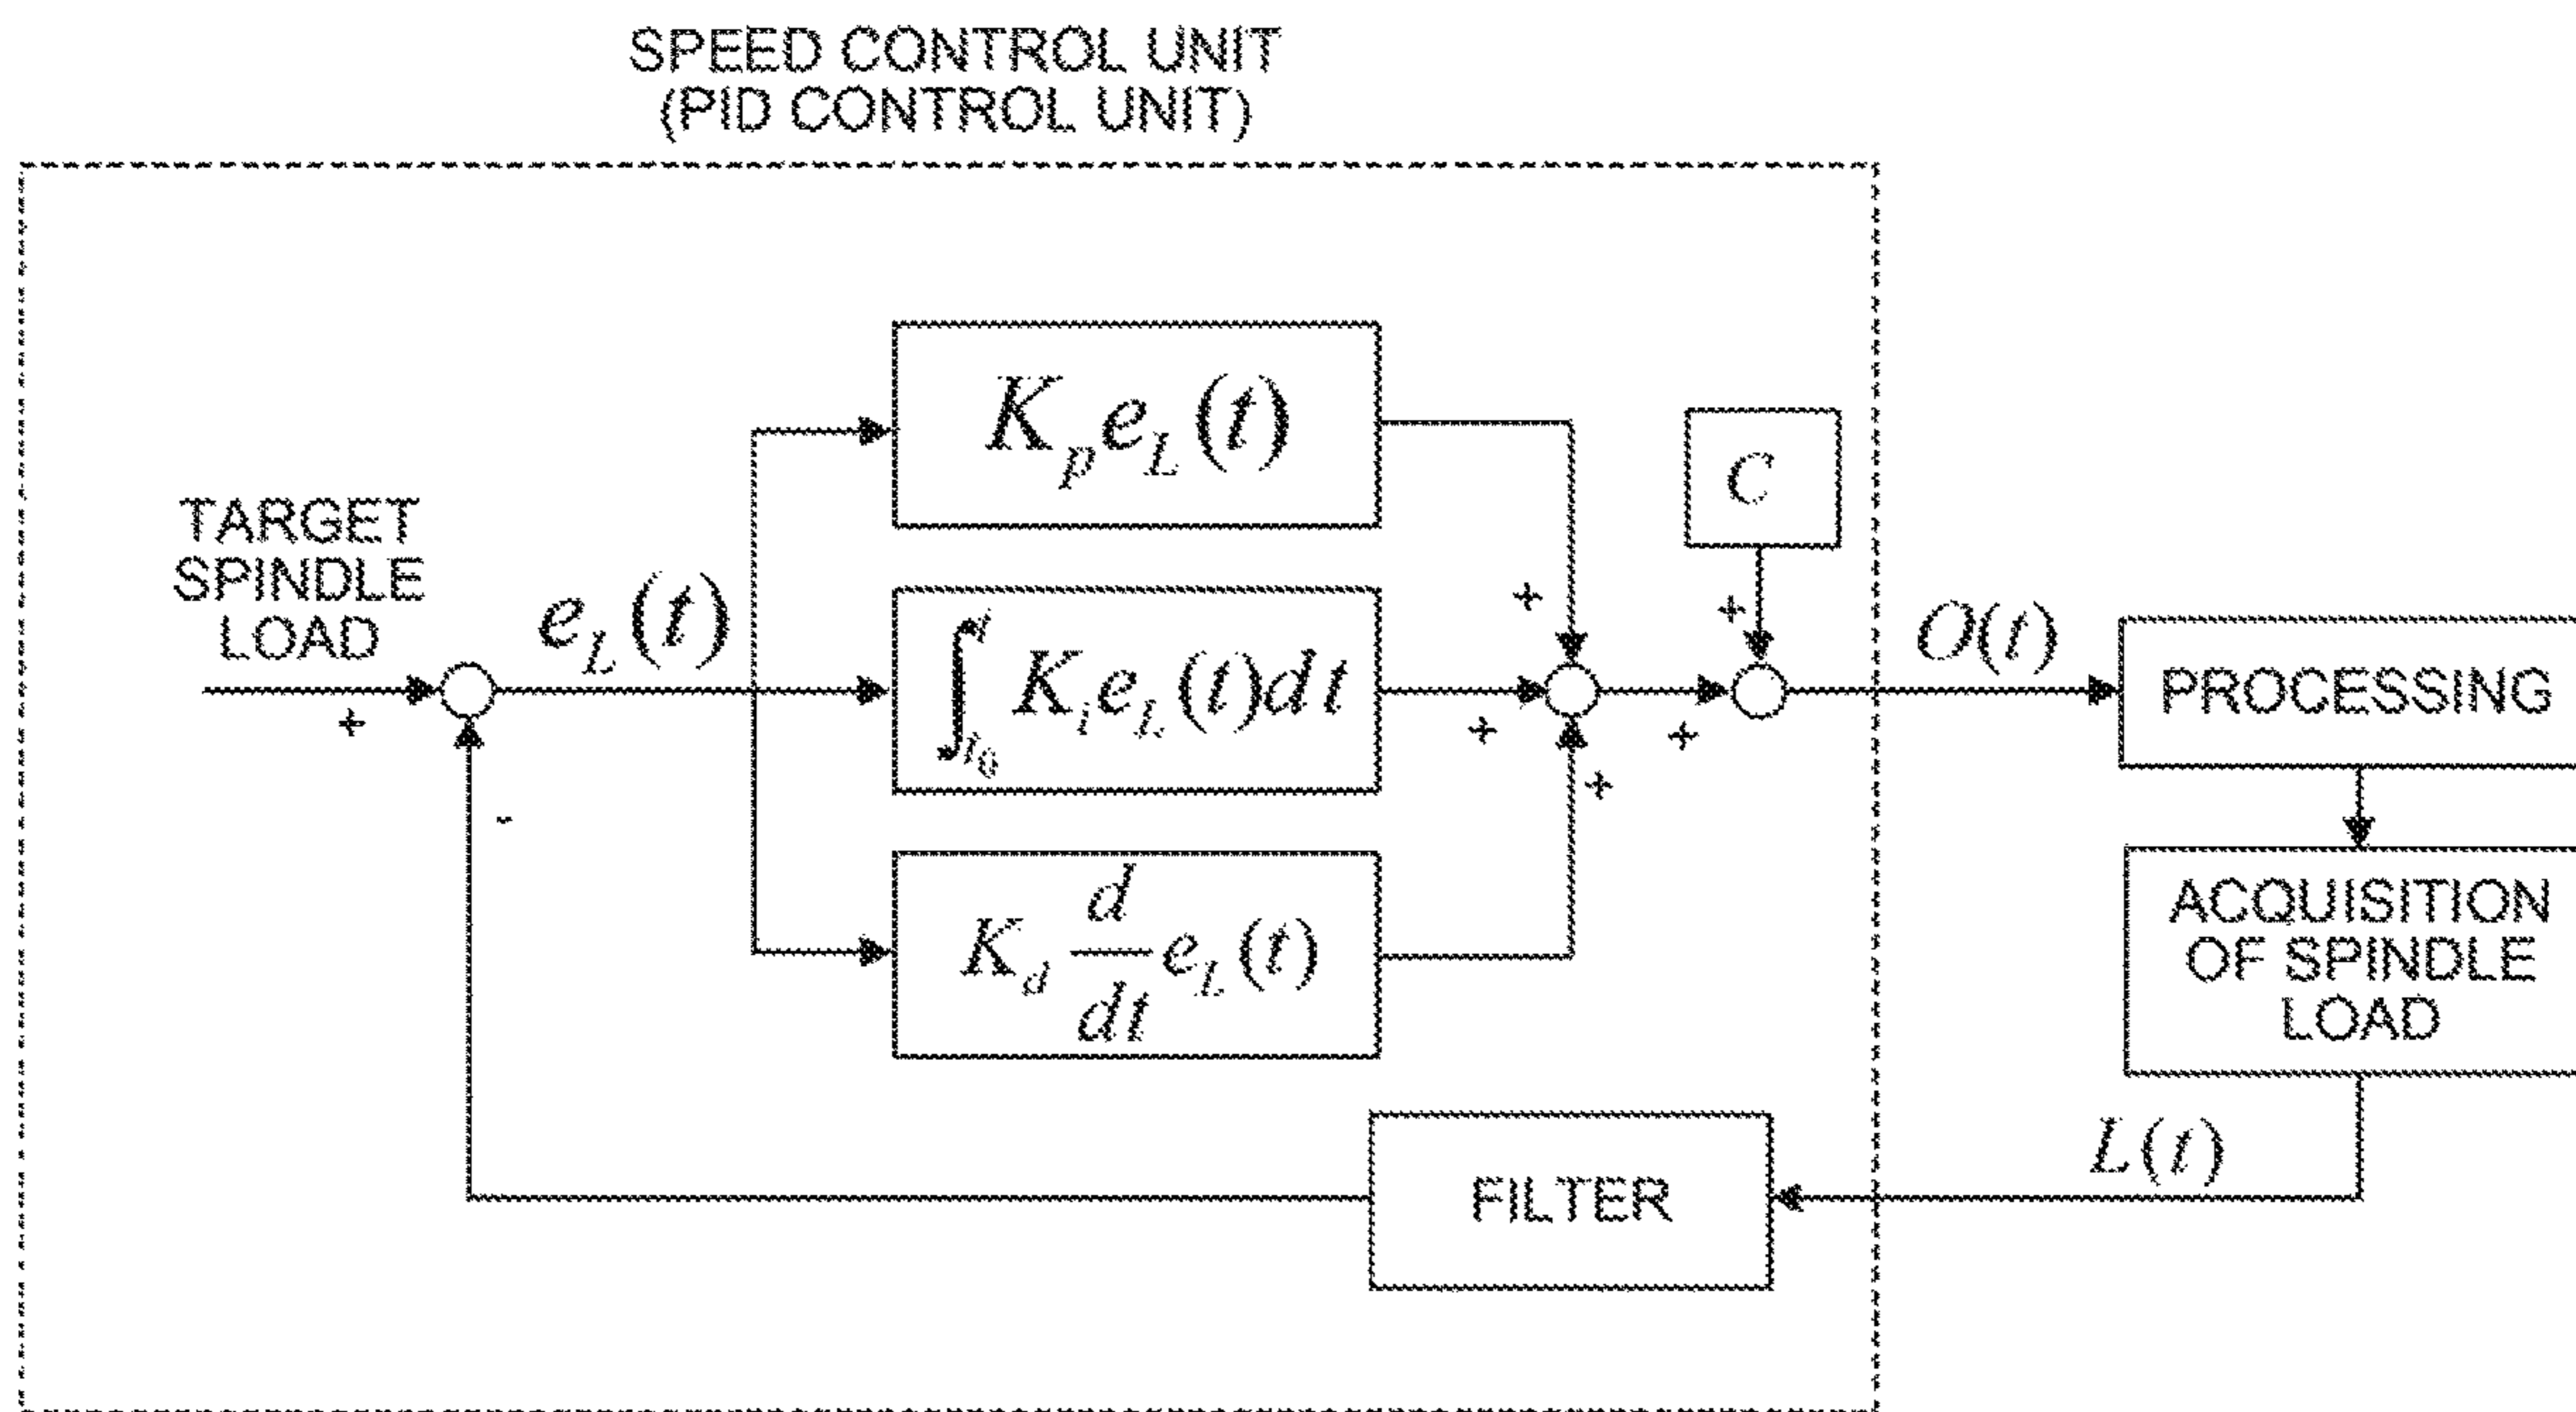 SPEED CONTROL UNIT
(PID CONTROL UNIT)
K_p e_L(t)
C
TARGET
SPINDLE
LOAD
+
e_L(t)
+
+
O(t)
∫_{t_0}^{t} K_i e_L(t)dt
PROCESSING
+
+
+
-
K_d d/dt e_L(t)
ACQUISITION
OF SPINDLE
LOAD
L(t)
FILTER